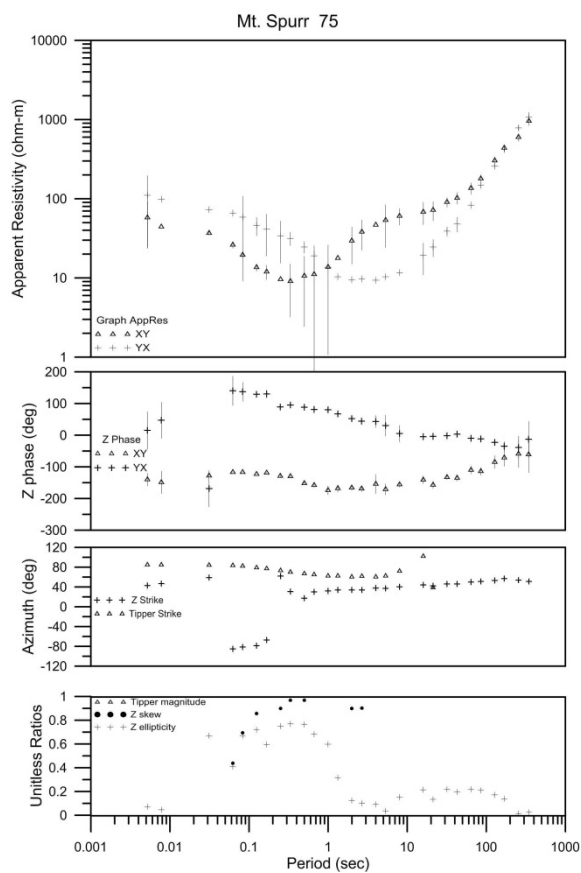 Mt. Spurr 75
10000
1000
100
10
1
Apparent Resistivity (ohm-m)
Graph AppRes
XY
YX
200
100
0
-100
-200
-300
Z phase (deg)
Z Phase
XY
YX
120
80
40
0
-40
-80
-120
Azimuth (deg)
Z Strike
Tipper Strike
1
0.8
0.6
0.4
0.2
0
Unitless Ratios
Tipper magnitude
Z skew
Z ellipticity
0.001 0.01 0.1 1 10 100 1000
Period (sec)